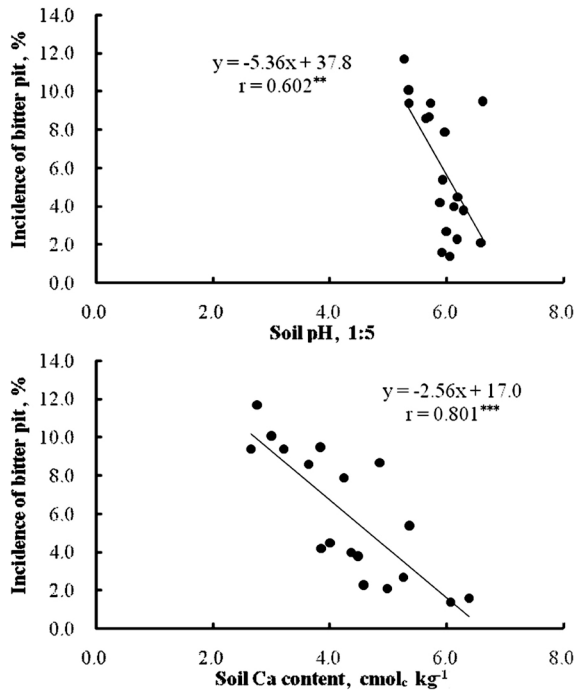 14.0
12.0
10.0
8.0
6.0
4.0
2.0
0.0
Incidence of bitter pit, %
y = -5.36x + 37.8
r = 0.602**
0.0 2.0 4.0 6.0 8.0
Soil pH, 1:5
14.0
12.0
10.0
8.0
6.0
4.0
2.0
0.0
Incidence of bitter pit, %
y = -2.56x + 17.0
r = 0.801***
0.0 2.0 4.0 6.0 8.0
Soil Ca content, cmolc kg-1